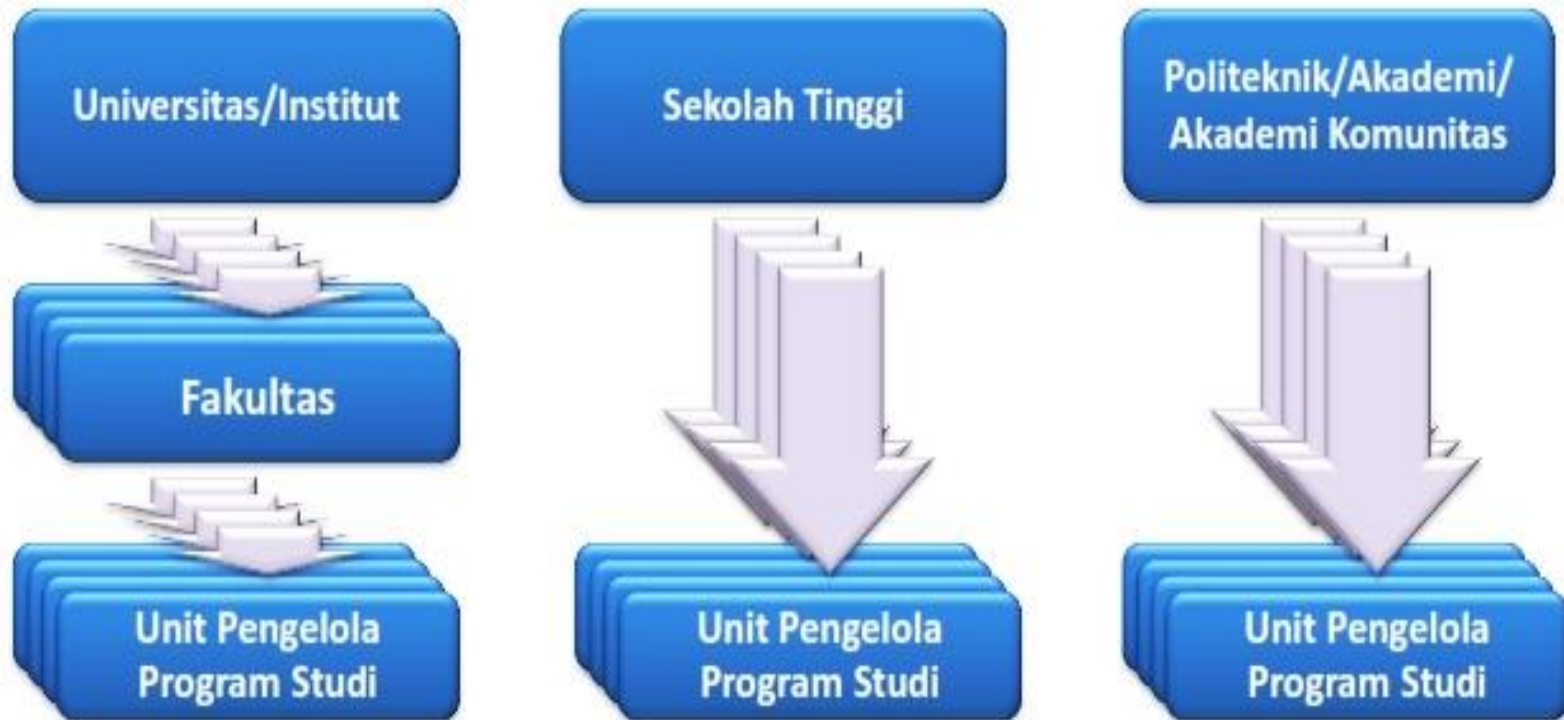 Universitas/Institut
Sekolah Tinggi
Politeknik/Akademi/
Akademi Komunitas
Fakultas
Unit Pengelola
Program Studi
Unit Pengelola
Program Studi
Unit Pengelola
Program Studi